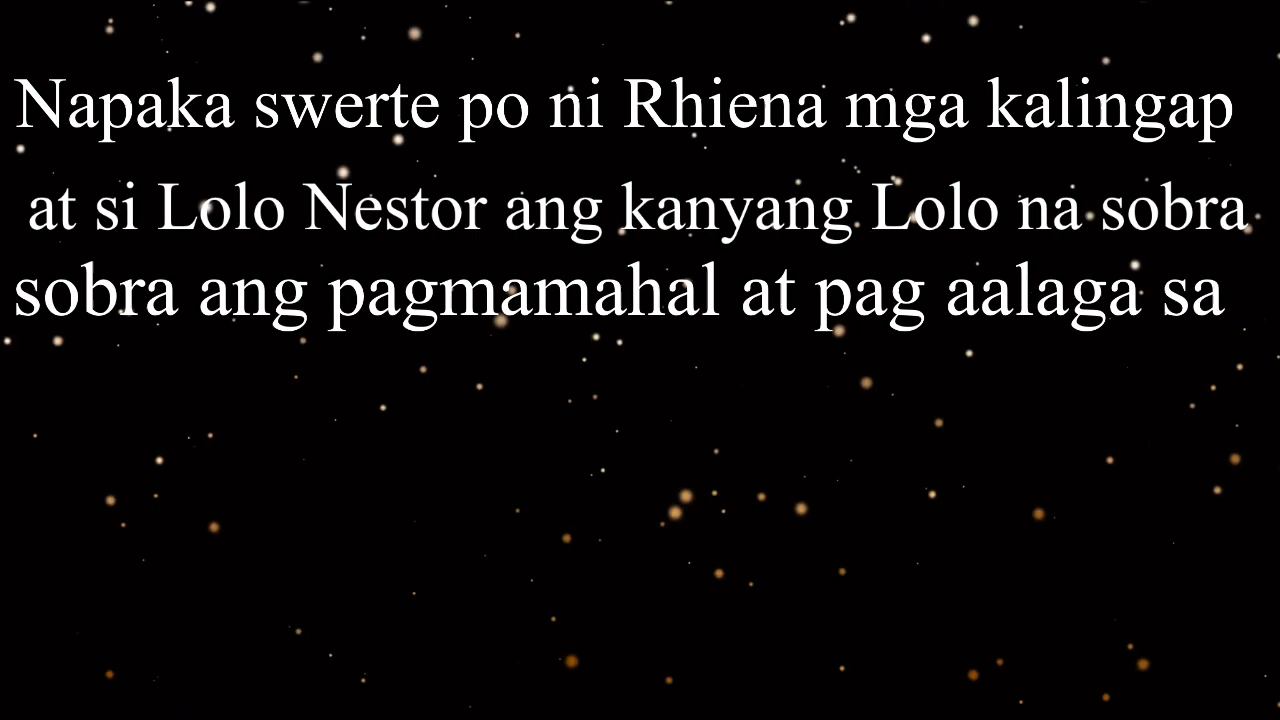 Napaka swerte po ni Rhiena mga kalingap
at si Lolo Nestor ang kanyang Lolo na sobra
sobra ang pagmamahal at pag aalaga sa